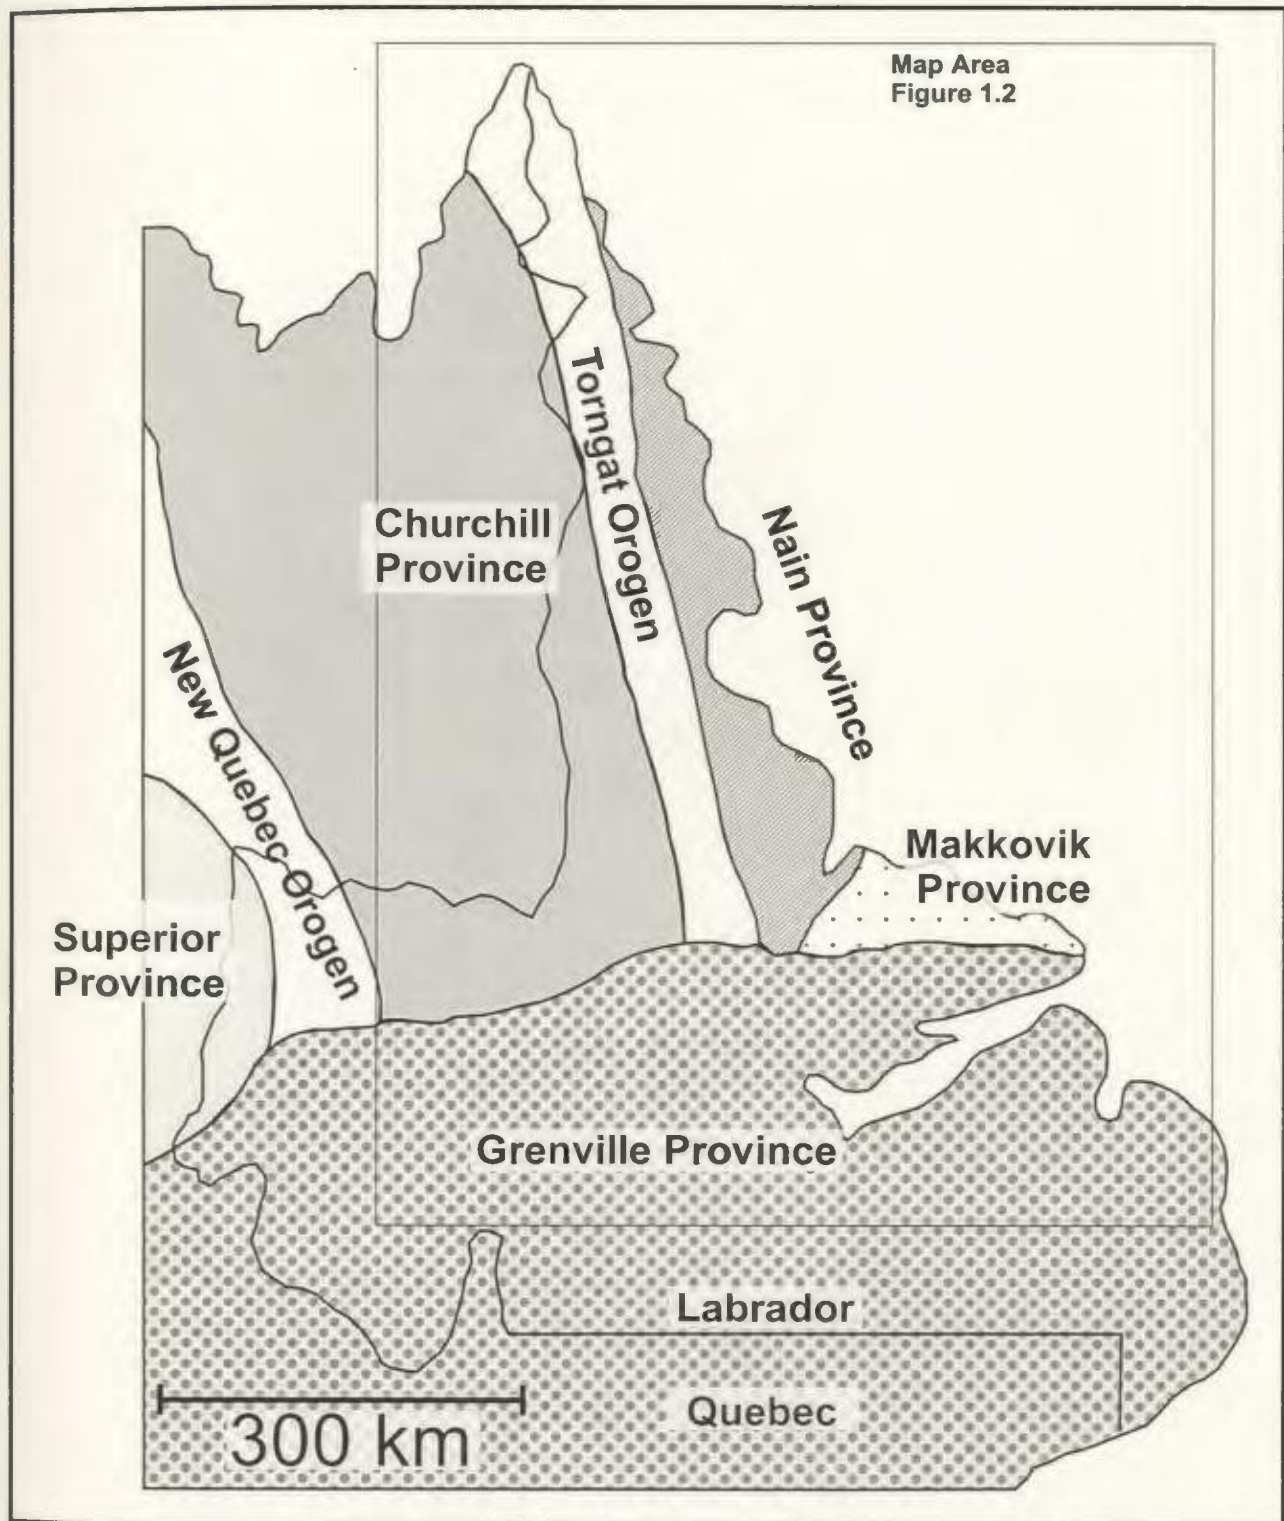 Map Area
Figure 1.2
Torngat Orogen
Churchill
Province
Nain Province
New Quebec Orogen
Makkovik
Province
Superior
Province
Grenville Province
Labrador
Quebec
300 km